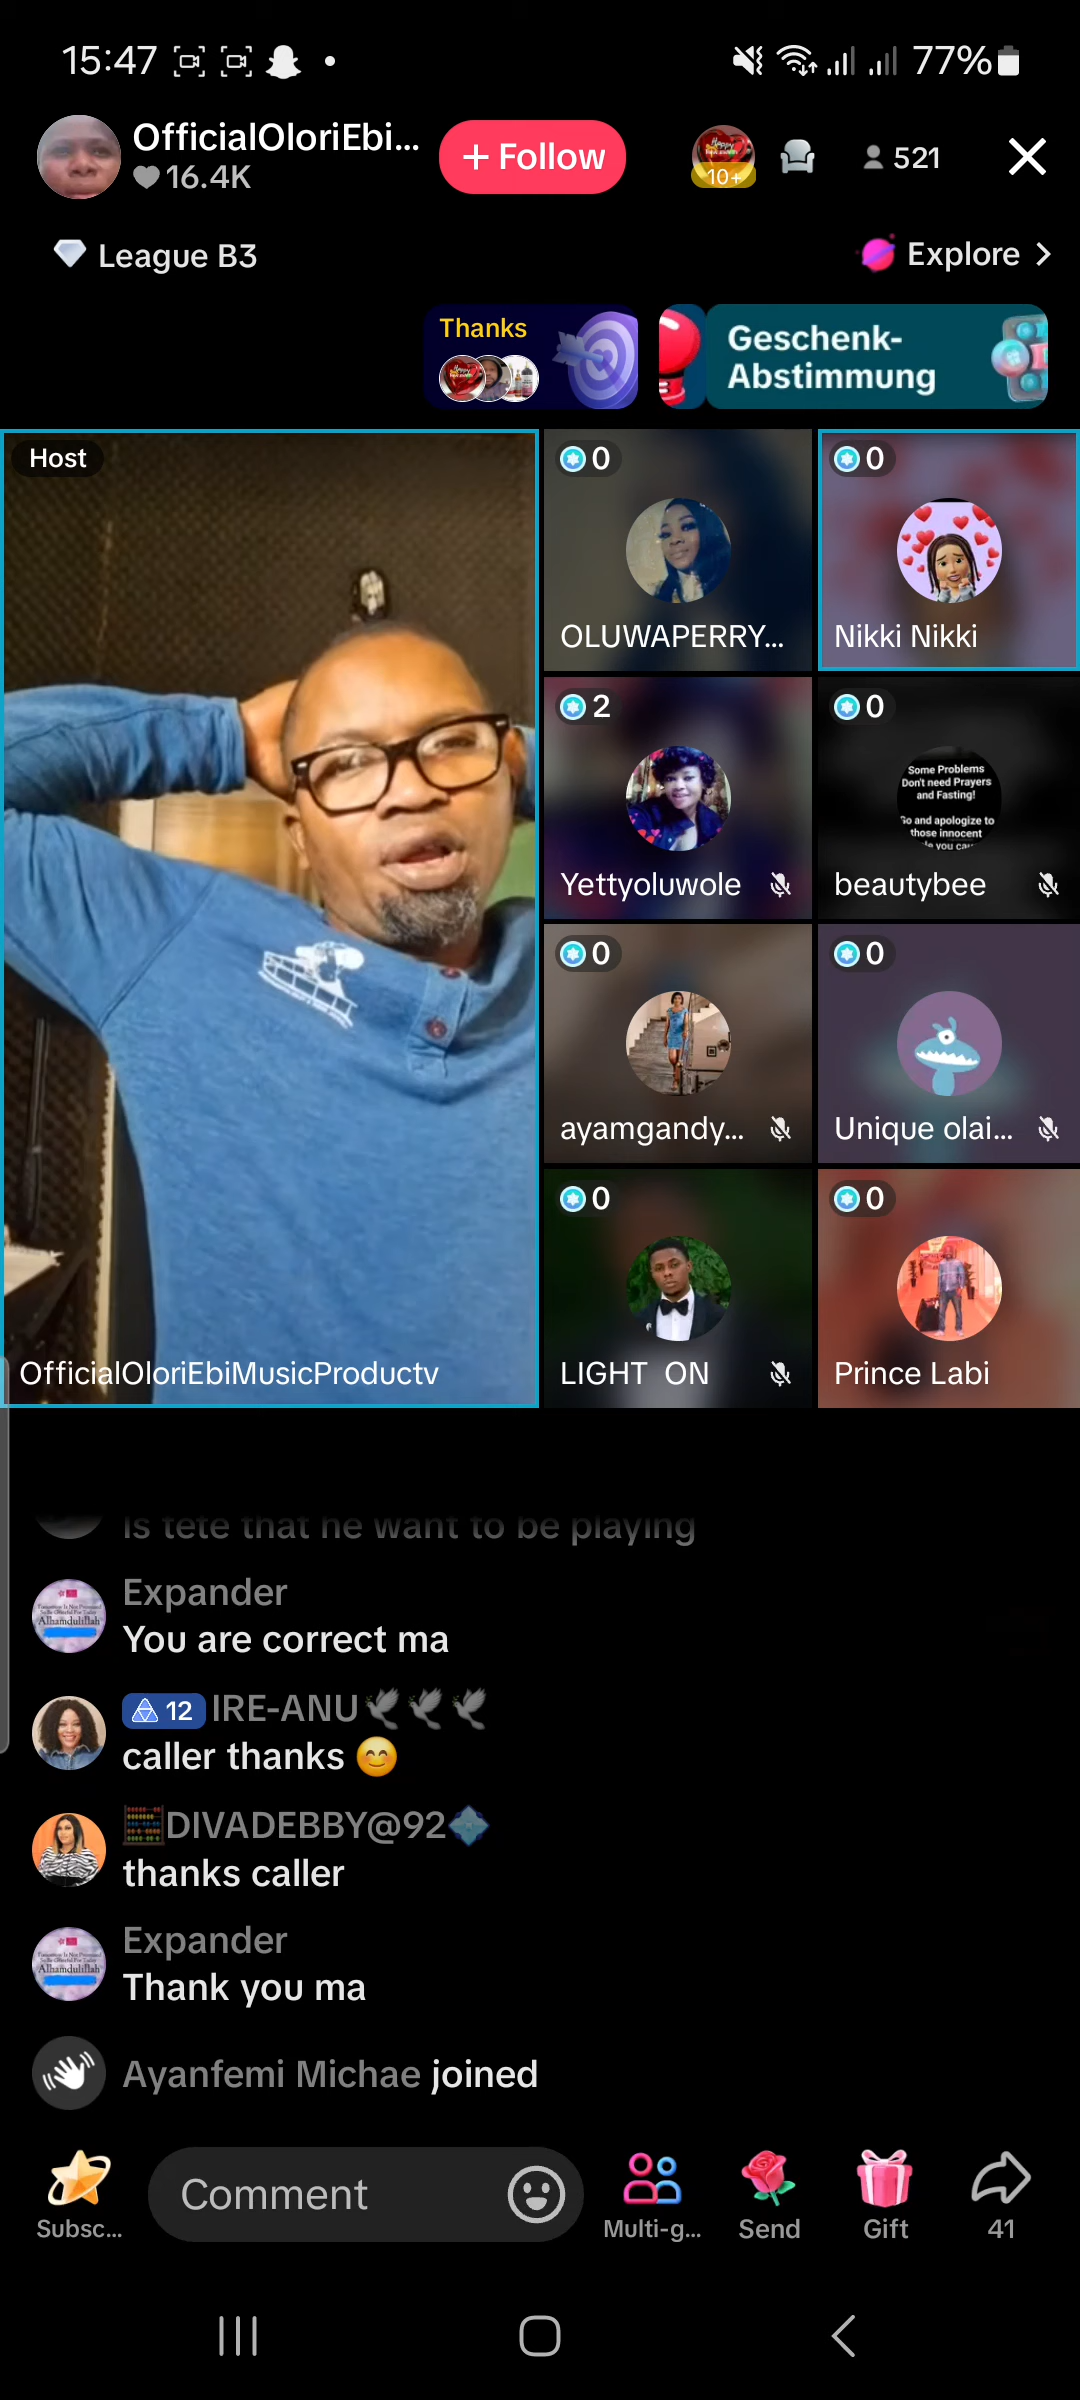 15:47
77%
OfficialOloriEbi...
16.4K
+ Follow
10+
521
League B3
Explore
Thanks
Geschenk-
Abstimmung
Host
0
OLUWAPERRY...
0
Nikki Nikki
2
Yettyoluwole
0
Some Problems
Don't need Prayers
and Fasting!
Go and apologize to
those innocent
beautybee
0
ayamgandy...
0
Unique olai...
0
LIGHT ON
0
Prince Labi
OfficialOloriEbiMusicProductv
Is tete that he want to be playing
Expander
You are correct ma
12 IRE-ANU🕊🕊🕊
caller thanks 😊
🧮DIVADEBBY@92💠
thanks caller
Expander
Thank you ma
Ayanfemi Michae joined
Subsc...
Comment
Multi-g...
Send
Gift
41